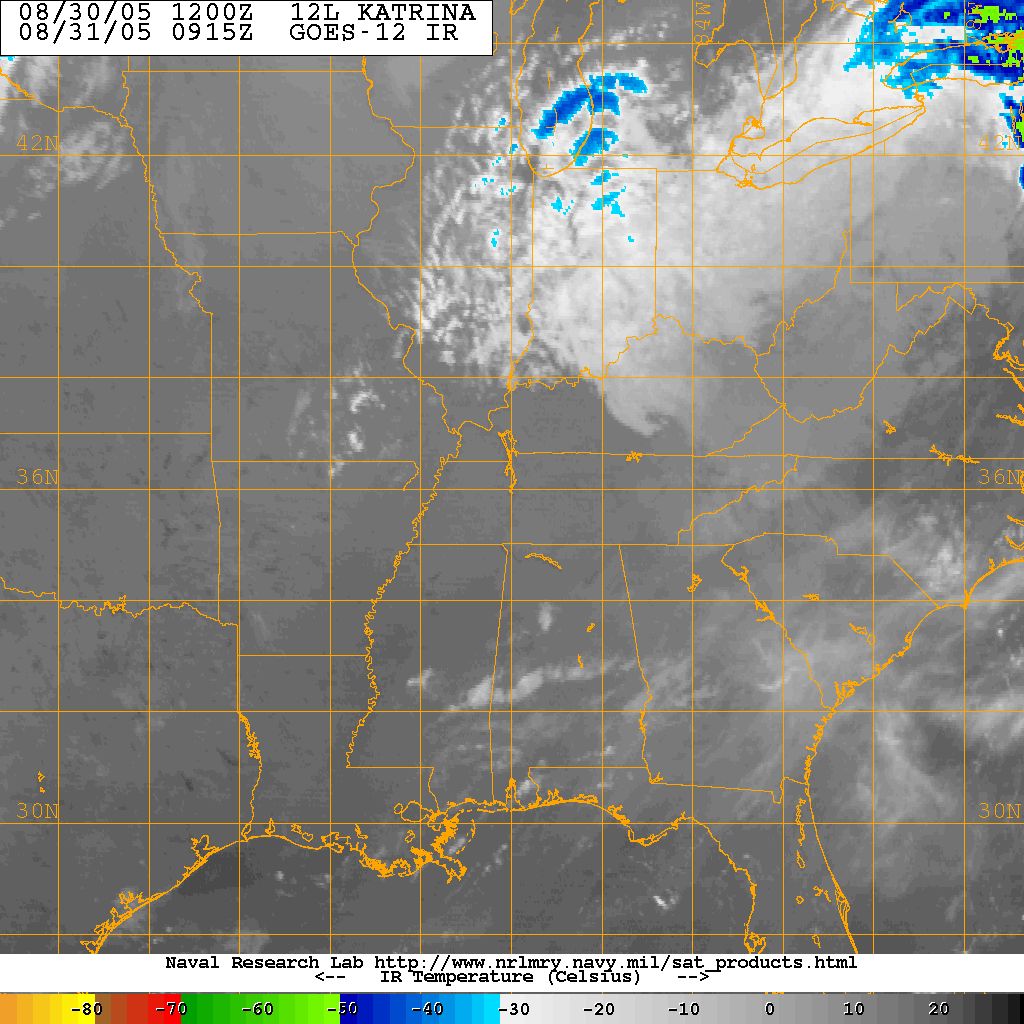 08/30/05 1200Z 12L KATRINA
08/31/05 0915Z GOES-12 IR
84W
78W
42N 42N
36N 36N
30N 30N
Naval Research Lab http://www.nrlmry.navy.mil/sat_products.html
<-- IR Temperature (Celsius) -->
-80 -70 -60 -50 -40 -30 -20 -10 0 10 20